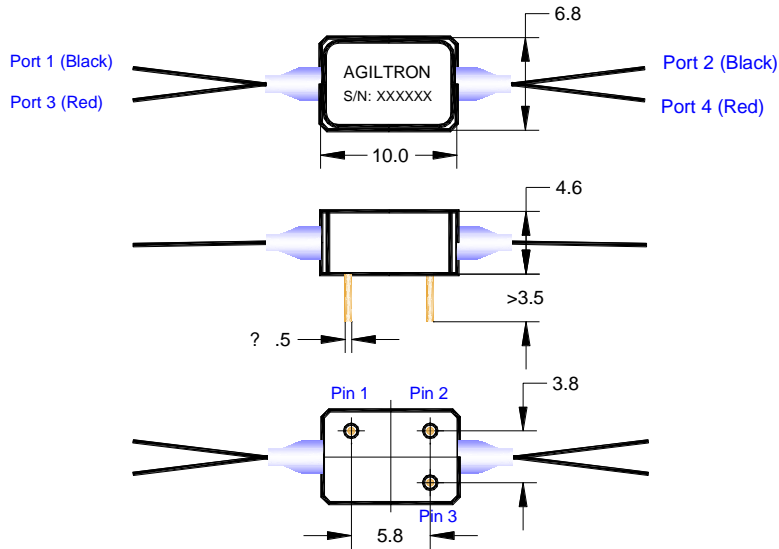 6.8
Port 1 (Black)
Port 2 (Black)
AGILTRON
S/N: XXXXXX
Port 3 (Red)
Port 4 (Red)
10.0
4.6
>3.5
? .5
3.8
Pin 1
Pin 2
Pin 3
5.8